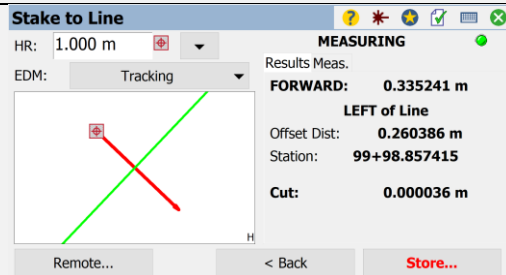 Stake to Line
HR: 1.000 m
EDM: Tracking
H
MEASURING
Results Meas.
FORWARD: 0.335241 m
LEFT of Line
Offset Dist: 0.260386 m
Station: 99+98.857415
Cut: 0.000036 m
Remote... < Back Store...